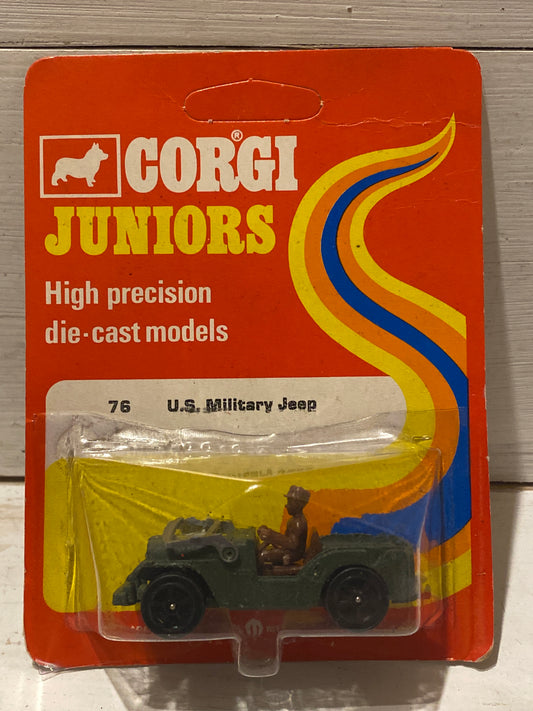 CORGI®
JUNIORS
High precision
die-cast models
76 U.S. Military Jeep